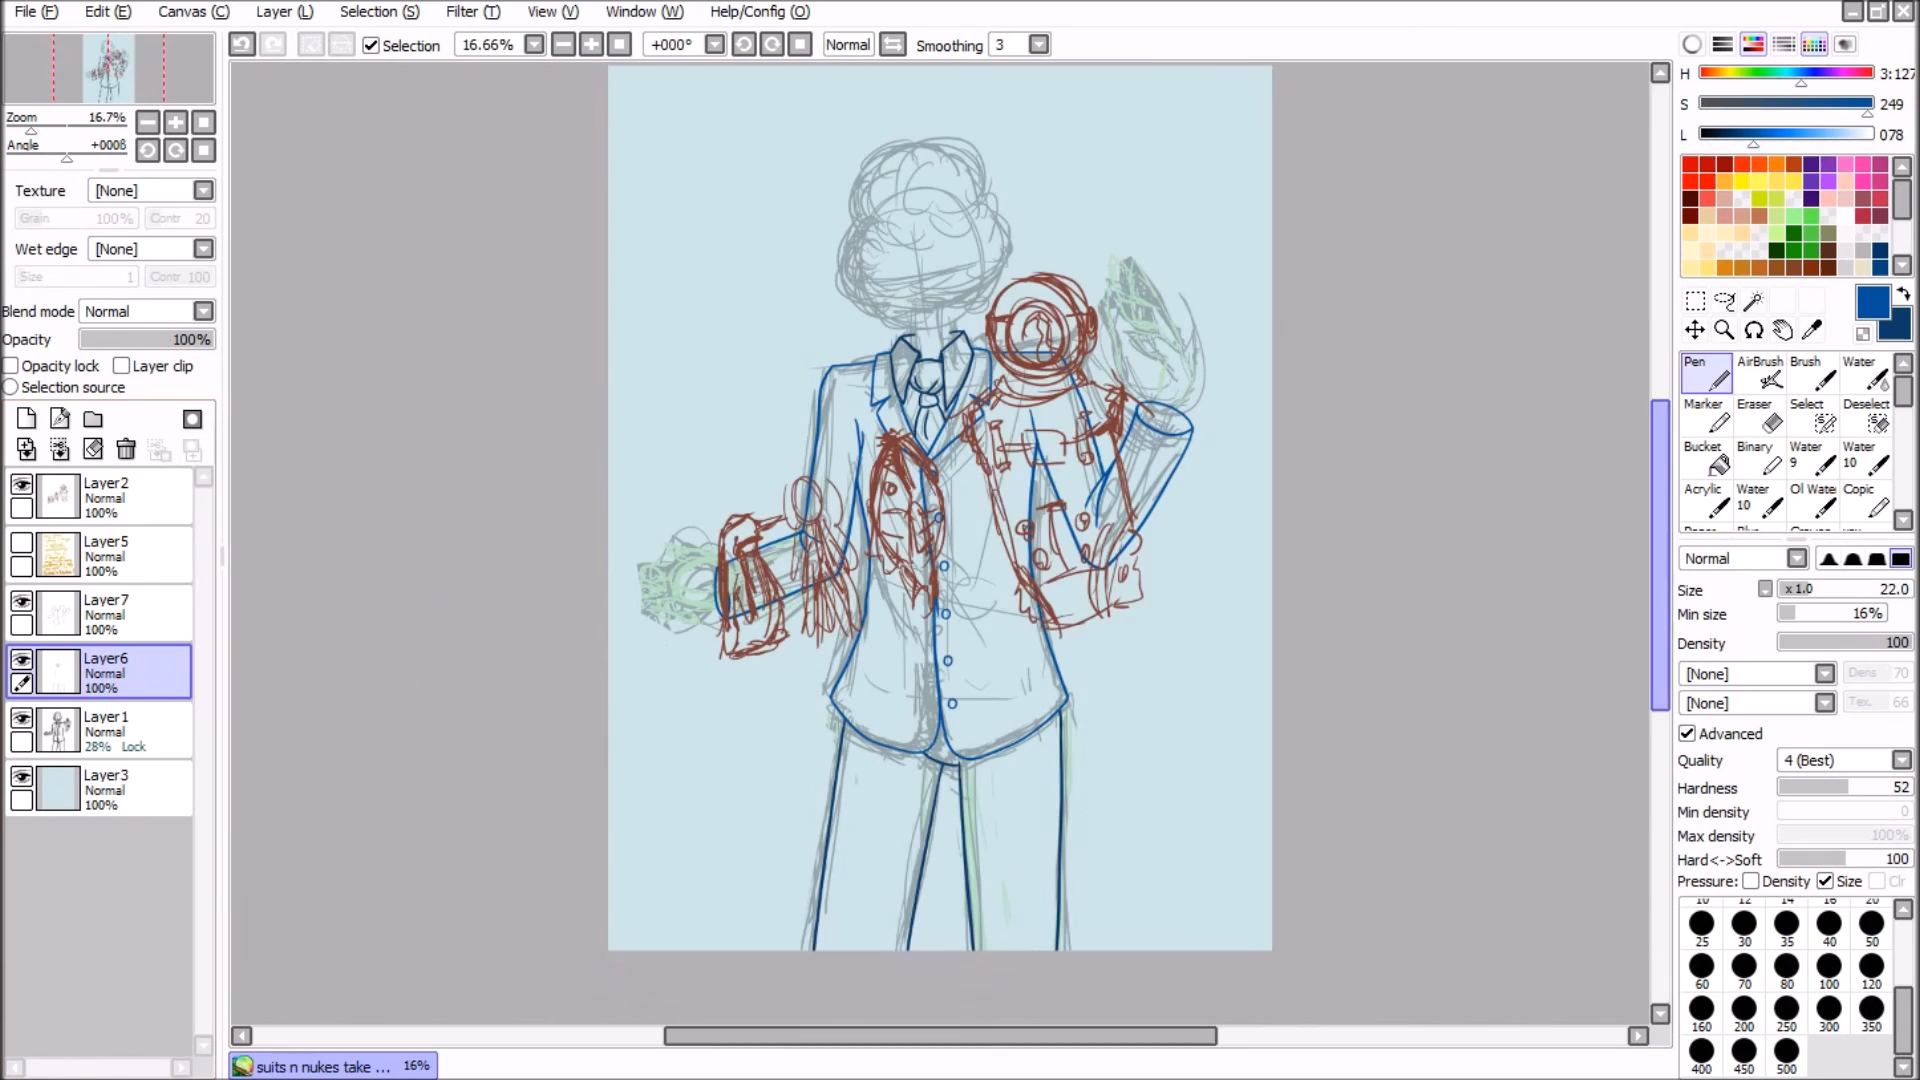 File (F) Edit (E) Canvas (C) Layer (L) Selection (S) Filter (T) View (V) Window (W) Help/Config (O)
Selection 16.66% +000° Normal Smoothing 3
Zoom 16.7%
Angle +000ß
Texture [None]
Grain 100% Contr 20
Wet edge [None]
Size 1 Contr 100
Blend mode Normal
Opacity 100%
Opacity lock Layer clip
Selection source
Layer2
Normal
100%
Layer5
Normal
100%
Layer7
Normal
100%
Layer6
Normal
100%
Layer1
Normal
28% Lock
Layer3
Normal
100%
suits n nukes take ... 16%
H 3:127
S 249
L 078
Pen AirBrush Brush Water
Marker Eraser Select Deselect
Bucket Binary Water 9 Water 10
Acrylic Water 10 Oil Wate Copic
Normal
Size x 1.0 22.0
Min size 16%
Density 100
[None] Dens 70
[None] Tex. 66
Advanced
Quality 4 (Best)
Hardness 52
Min density 0
Max density 100%
Hard<->Soft 100
Pressure: Density Size Clr
10 12 14 16 20
25 30 35 40 50
60 70 80 100 120
160 200 250 300 350
400 450 500